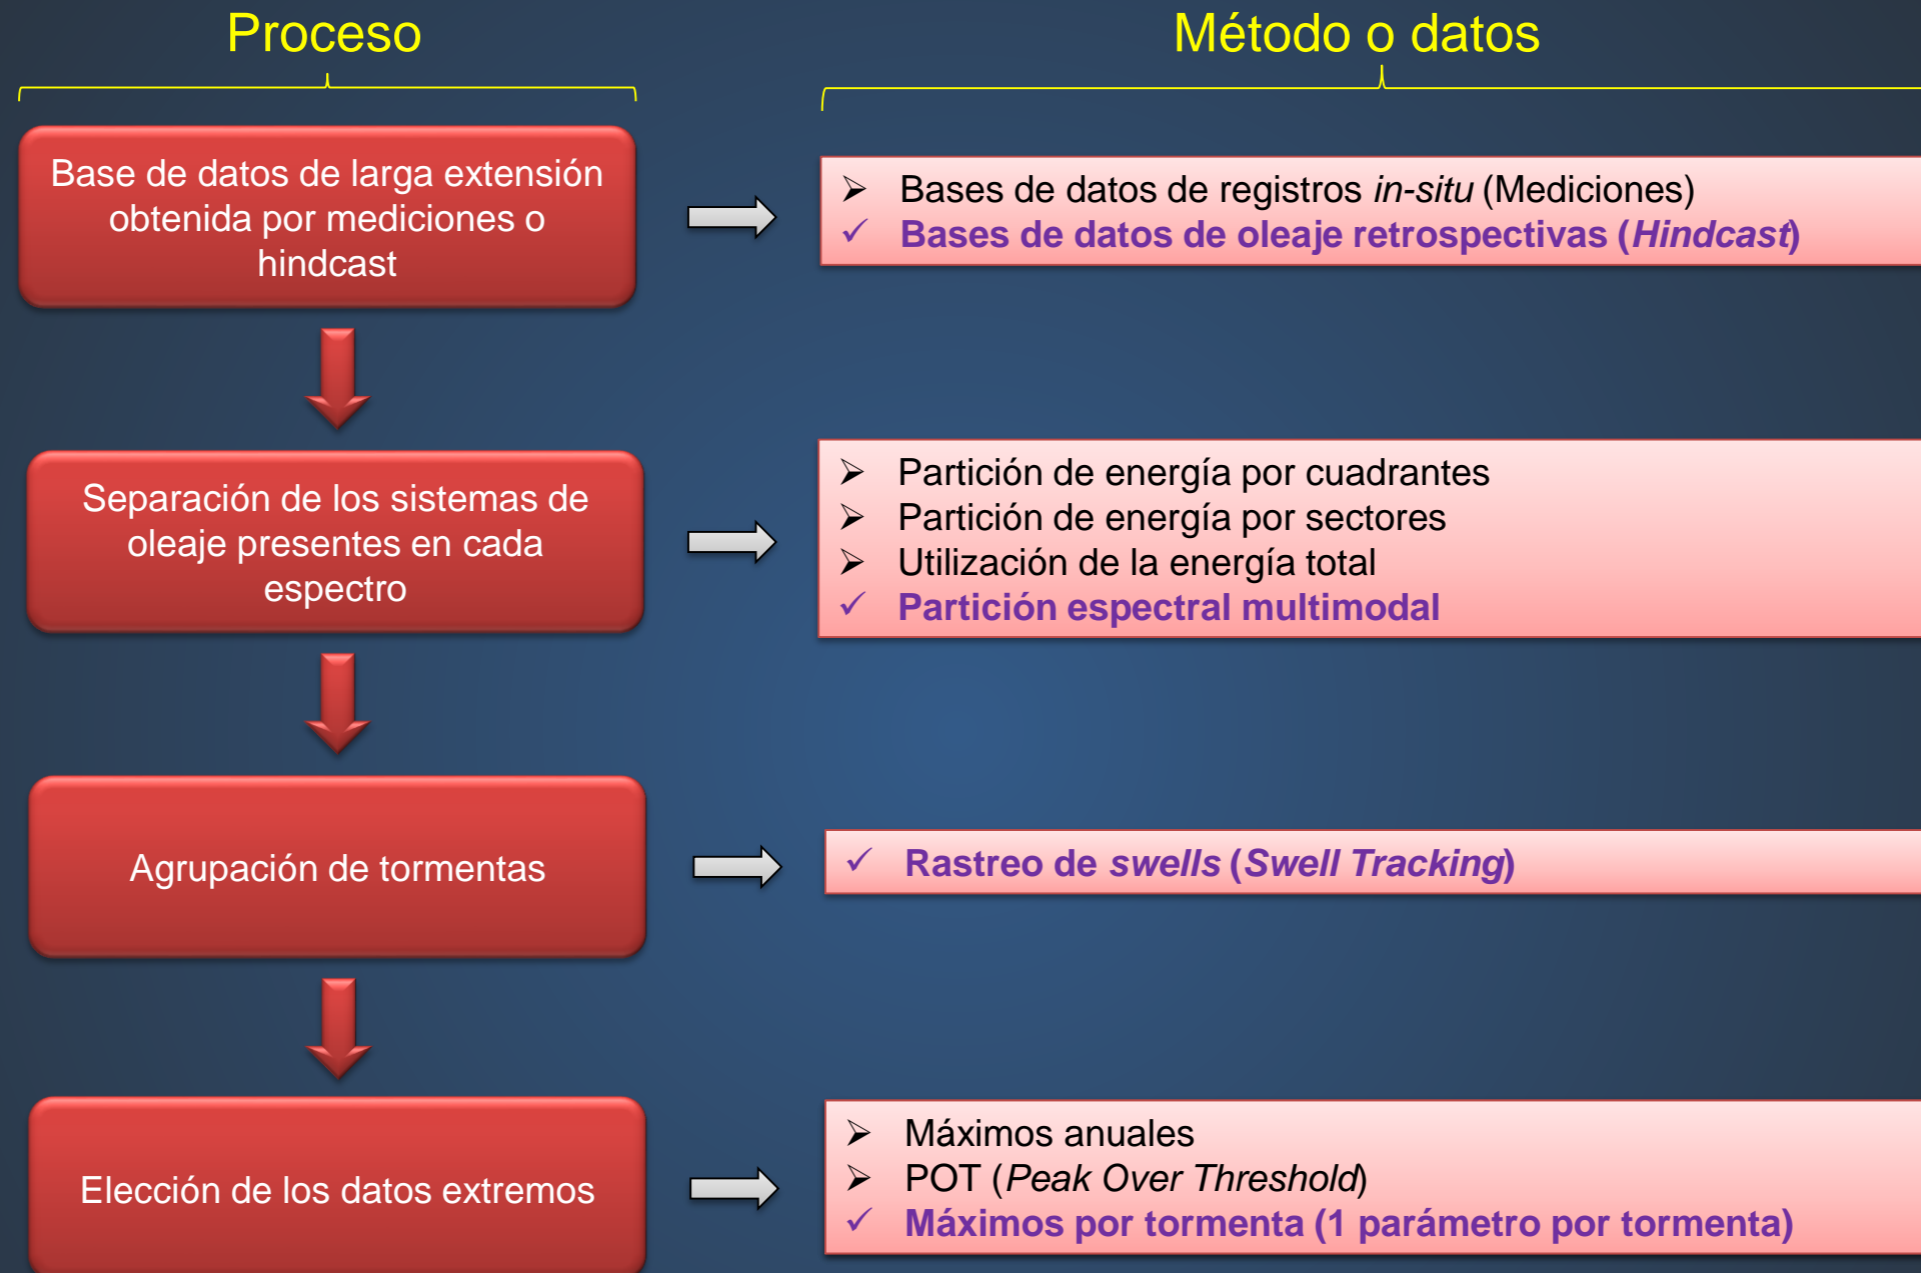 Proceso
Método o datos
Base de datos de larga extensión
obtenida por mediciones o
hindcast
➢ Bases de datos de registros in-situ (Mediciones)
✓ Bases de datos de oleaje retrospectivas (Hindcast)
Separación de los sistemas de
oleaje presentes en cada
espectro
➢ Partición de energía por cuadrantes
➢ Partición de energía por sectores
➢ Utilización de la energía total
✓ Partición espectral multimodal
Agrupación de tormentas
✓ Rastreo de swells (Swell Tracking)
Elección de los datos extremos
➢ Máximos anuales
➢ POT (Peak Over Threshold)
✓ Máximos por tormenta (1 parámetro por tormenta)